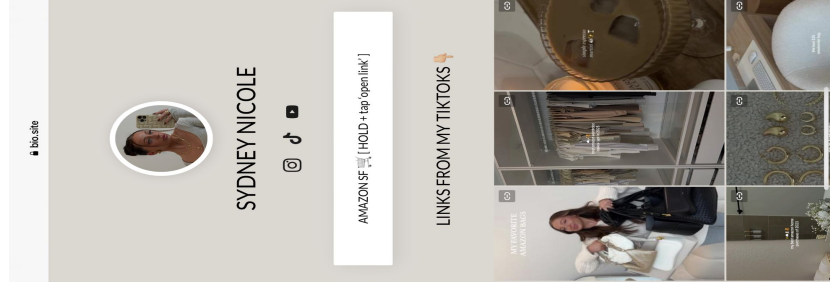 bio.site
SYDNEY NICOLE
AMAZON SF 🛒 [ HOLD + tap 'open link' ]
LINKS FROM MY TIKTOKS 👇🏼
MY FAVORITE
AMAZON BAGS